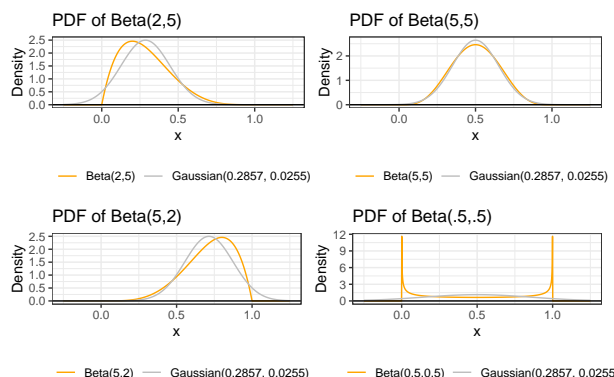 PDF of Beta(2,5)
Density
2.5
2.0
1.5
1.0
0.5
0.0
0.0 0.5 1.0
x
Beta(2,5) Gaussian(0.2857, 0.0255)
PDF of Beta(5,5)
Density
2
1
0
0.0 0.5 1.0
x
Beta(5,5) Gaussian(0.2857, 0.0255)
PDF of Beta(5,2)
Density
2.5
2.0
1.5
1.0
0.5
0.0
0.0 0.5 1.0
x
Beta(5,2) Gaussian(0.2857, 0.0255)
PDF of Beta(.5,.5)
Density
12
9
6
3
0
0.0 0.5 1.0
x
Beta(0.5,0.5) Gaussian(0.2857, 0.0255